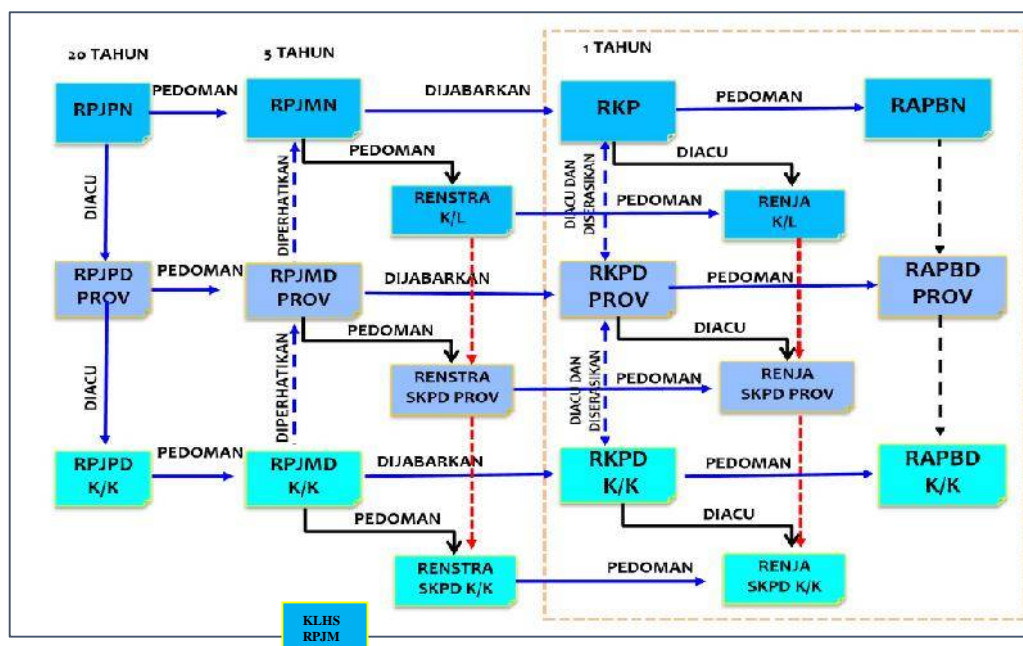 20 TAHUN
5 TAHUN
1 TAHUN
RPJPN
PEDOMAN
RPJMN
DIJABARKAN
RKP
PEDOMAN
RAPBN
DIACU
DIPERHATIKAN
PEDOMAN
RENSTRA
K/L
PEDOMAN
DIACU DAN
DISERASIKAN
DIACU
RENJA
K/L
RPJPD
PROV
PEDOMAN
RPJMD
PROV
DIJABARKAN
RKPD
PROV
PEDOMAN
RAPBD
PROV
DIACU
DIPERHATIKAN
PEDOMAN
RENSTRA
SKPD PROV
PEDOMAN
DIACU DAN
DISERASIKAN
DIACU
RENJA
SKPD PROV
RPJPD
K/K
PEDOMAN
RPJMD
K/K
DIJABARKAN
RKPD
K/K
PEDOMAN
RAPBD
K/K
PEDOMAN
RENSTRA
SKPD K/K
PEDOMAN
DIACU
RENJA
SKPD K/K
KLHS
RPJM